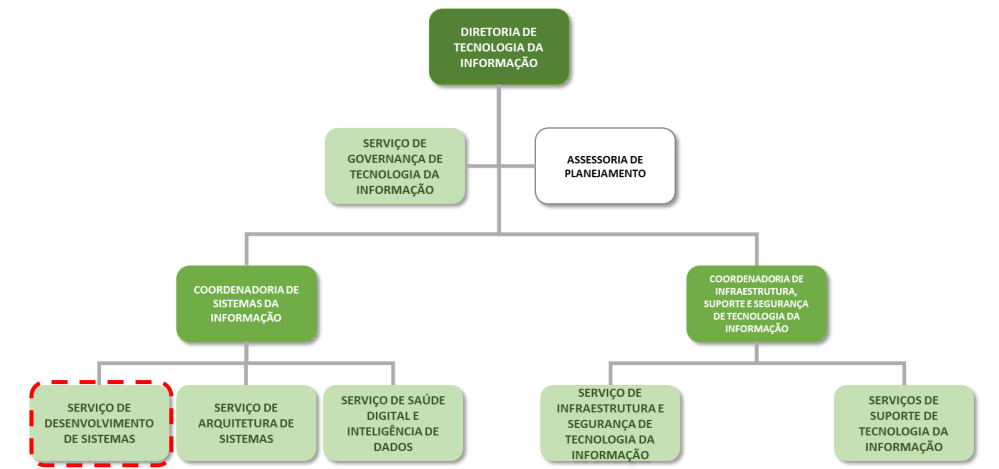 DIRETORIA DE
TECNOLOGIA DA
INFORMAÇÃO
SERVIÇO DE
GOVERNANÇA DE
TECNOLOGIA DA
INFORMAÇÃO
ASSESSORIA DE
PLANEJAMENTO
COORDENADORIA DE
SISTEMAS DA
INFORMAÇÃO
COORDENADORIA DE
INFRAESTRUTURA,
SUPORTE E SEGURANÇA
DE TECNOLOGIA DA
INFORMAÇÃO
SERVIÇO DE
DESENVOLVIMENTO
DE SISTEMAS
SERVIÇO DE
ARQUITETURA DE
SISTEMAS
SERVIÇO DE SAÚDE
DIGITAL E
INTELIGÊNCIA DE
DADOS
SERVIÇO DE
INFRAESTRUTURA E
SEGURANÇA DE
TECNOLOGIA DA
INFORMAÇÃO
SERVIÇOS DE
SUPORTE DE
TECNOLOGIA DA
INFORMAÇÃO